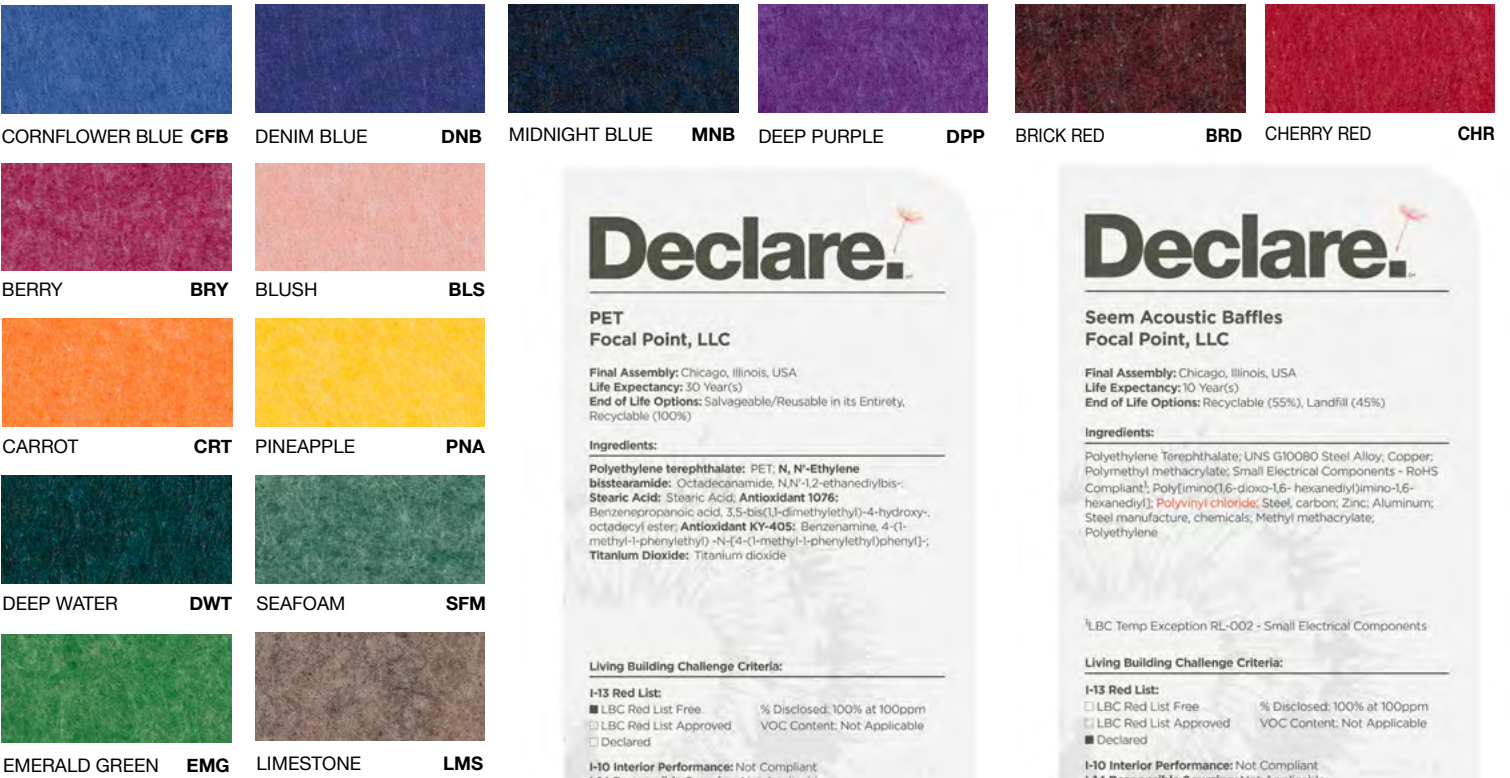 CORNFLOWER BLUE CFB
DENIM BLUE DNB
MIDNIGHT BLUE MNB
DEEP PURPLE DPP
BRICK RED BRD
CHERRY RED CHR
BERRY BRY
BLUSH BLS
CARROT CRT
PINEAPPLE PNA
DEEP WATER DWT
SEAFOAM SFM
EMERALD GREEN EMG
LIMESTONE LMS
Declare.
PET
Focal Point, LLC
Final Assembly: Chicago, Illinois, USA
Life Expectancy: 30 Year(s)
End of Life Options: Salvageable/Reusable in its Entirety,
Recyclable (100%)
Ingredients:
Polyethylene terephthalate: PET; N, N'-Ethylene
bisstearamide: Octadecanamide, N,N'-1,2-ethanediylbis-;
Stearic Acid: Stearic Acid; Antioxidant 1076:
Benzenepropanoic acid, 3,5-bis(1,1-dimethylethyl)-4-hydroxy-,
octadecyl ester; Antioxidant KY-405: Benzenamine, 4-(1-
methyl-1-phenylethyl) -N-[4-(1-methyl-1-phenylethyl)phenyl]-;
Titanium Dioxide: Titanium dioxide
Living Building Challenge Criteria:
I-13 Red List:
LBC Red List Free % Disclosed: 100% at 100ppm
LBC Red List Approved VOC Content: Not Applicable
Declared
I-10 Interior Performance: Not Compliant
Declare.
Seem Acoustic Baffles
Focal Point, LLC
Final Assembly: Chicago, Illinois, USA
Life Expectancy: 10 Year(s)
End of Life Options: Recyclable (55%), Landfill (45%)
Ingredients:
Polyethylene Terephthalate; UNS G10080 Steel Alloy; Copper;
Polymethyl methacrylate; Small Electrical Components - RoHS
Compliant¹; Poly[imino(1,6-dioxo-1,6- hexanediyl)imino-1,6-
hexanediyl]; Polyvinyl chloride; Steel, carbon; Zinc; Aluminum;
Steel manufacture, chemicals; Methyl methacrylate;
Polyethylene
¹LBC Temp Exception RL-002 - Small Electrical Components
Living Building Challenge Criteria:
I-13 Red List:
LBC Red List Free % Disclosed: 100% at 100ppm
LBC Red List Approved VOC Content: Not Applicable
Declared
I-10 Interior Performance: Not Compliant